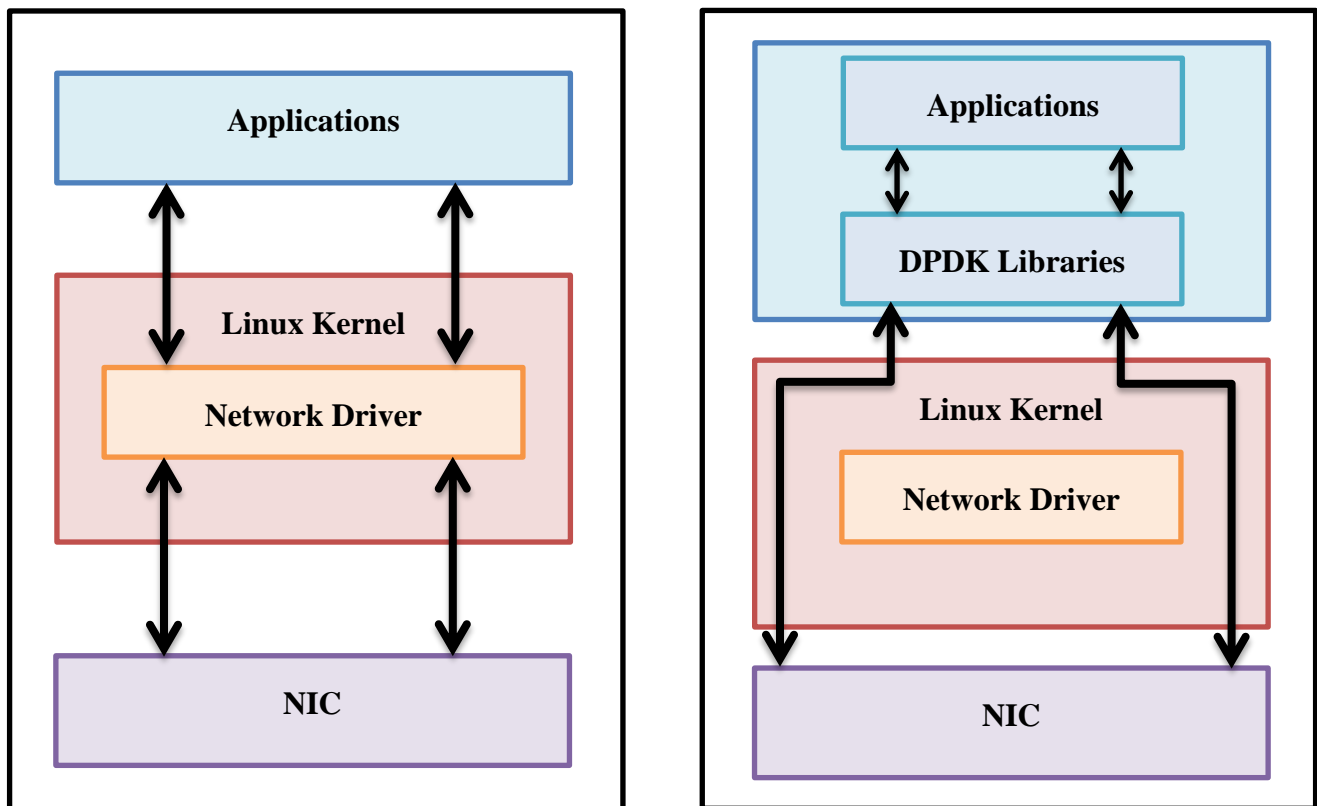 Applications
Linux Kernel
Network Driver
NIC
Applications
DPDK Libraries
Linux Kernel
Network Driver
NIC